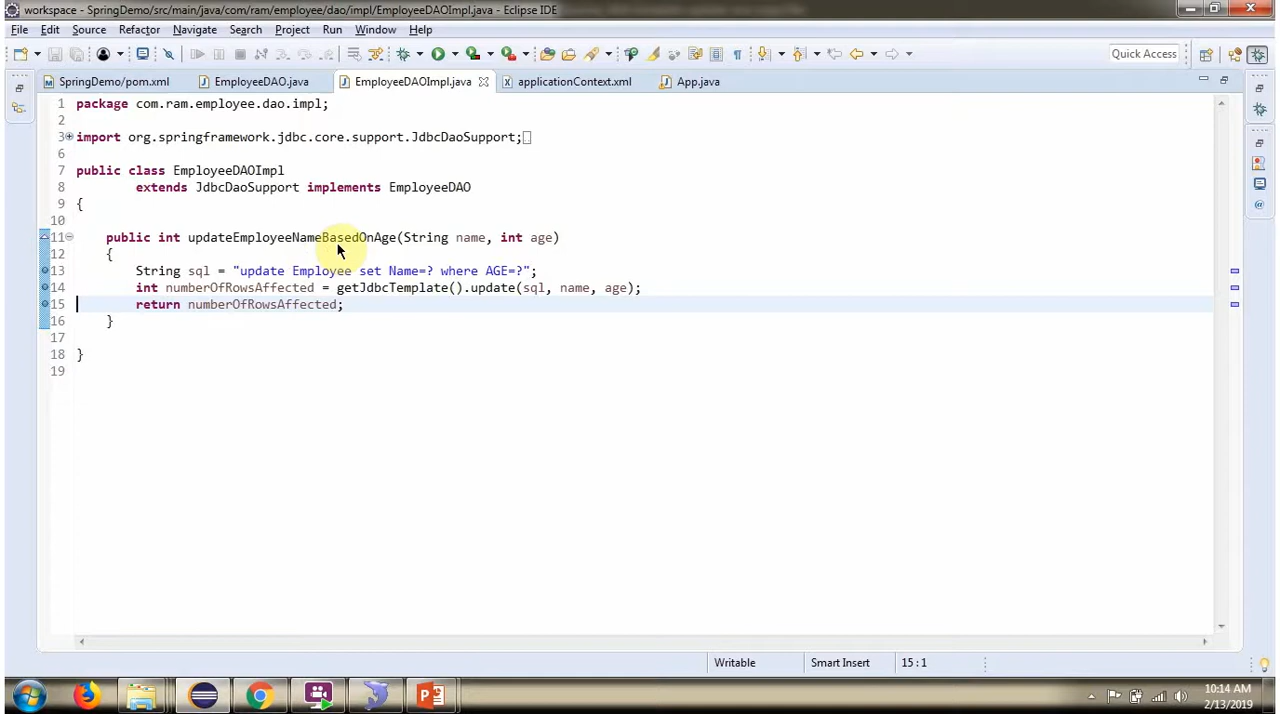 workspace - SpringDemo/src/main/java/com/ram/employee/dao/impl/EmployeeDAOImpl.java - Eclipse IDE
File Edit Source Refactor Navigate Search Project Run Window Help
Quick Access
SpringDemo/pom.xml EmployeeDAO.java EmployeeDAOImpl.java applicationContext.xml App.java
1 package com.ram.employee.dao.impl;
2
3 import org.springframework.jdbc.core.support.JdbcDaoSupport;
6
7 public class EmployeeDAOImpl
8 extends JdbcDaoSupport implements EmployeeDAO
9 {
10
11 public int updateEmployeeNameBasedOnAge(String name, int age)
12 {
13 String sql = "update Employee set Name=? where AGE=?";
14 int numberOfRowsAffected = getJdbcTemplate().update(sql, name, age);
15 return numberOfRowsAffected;
16 }
17
18 }
19
Writable Smart Insert 15 : 1
10:14 AM
2/13/2019